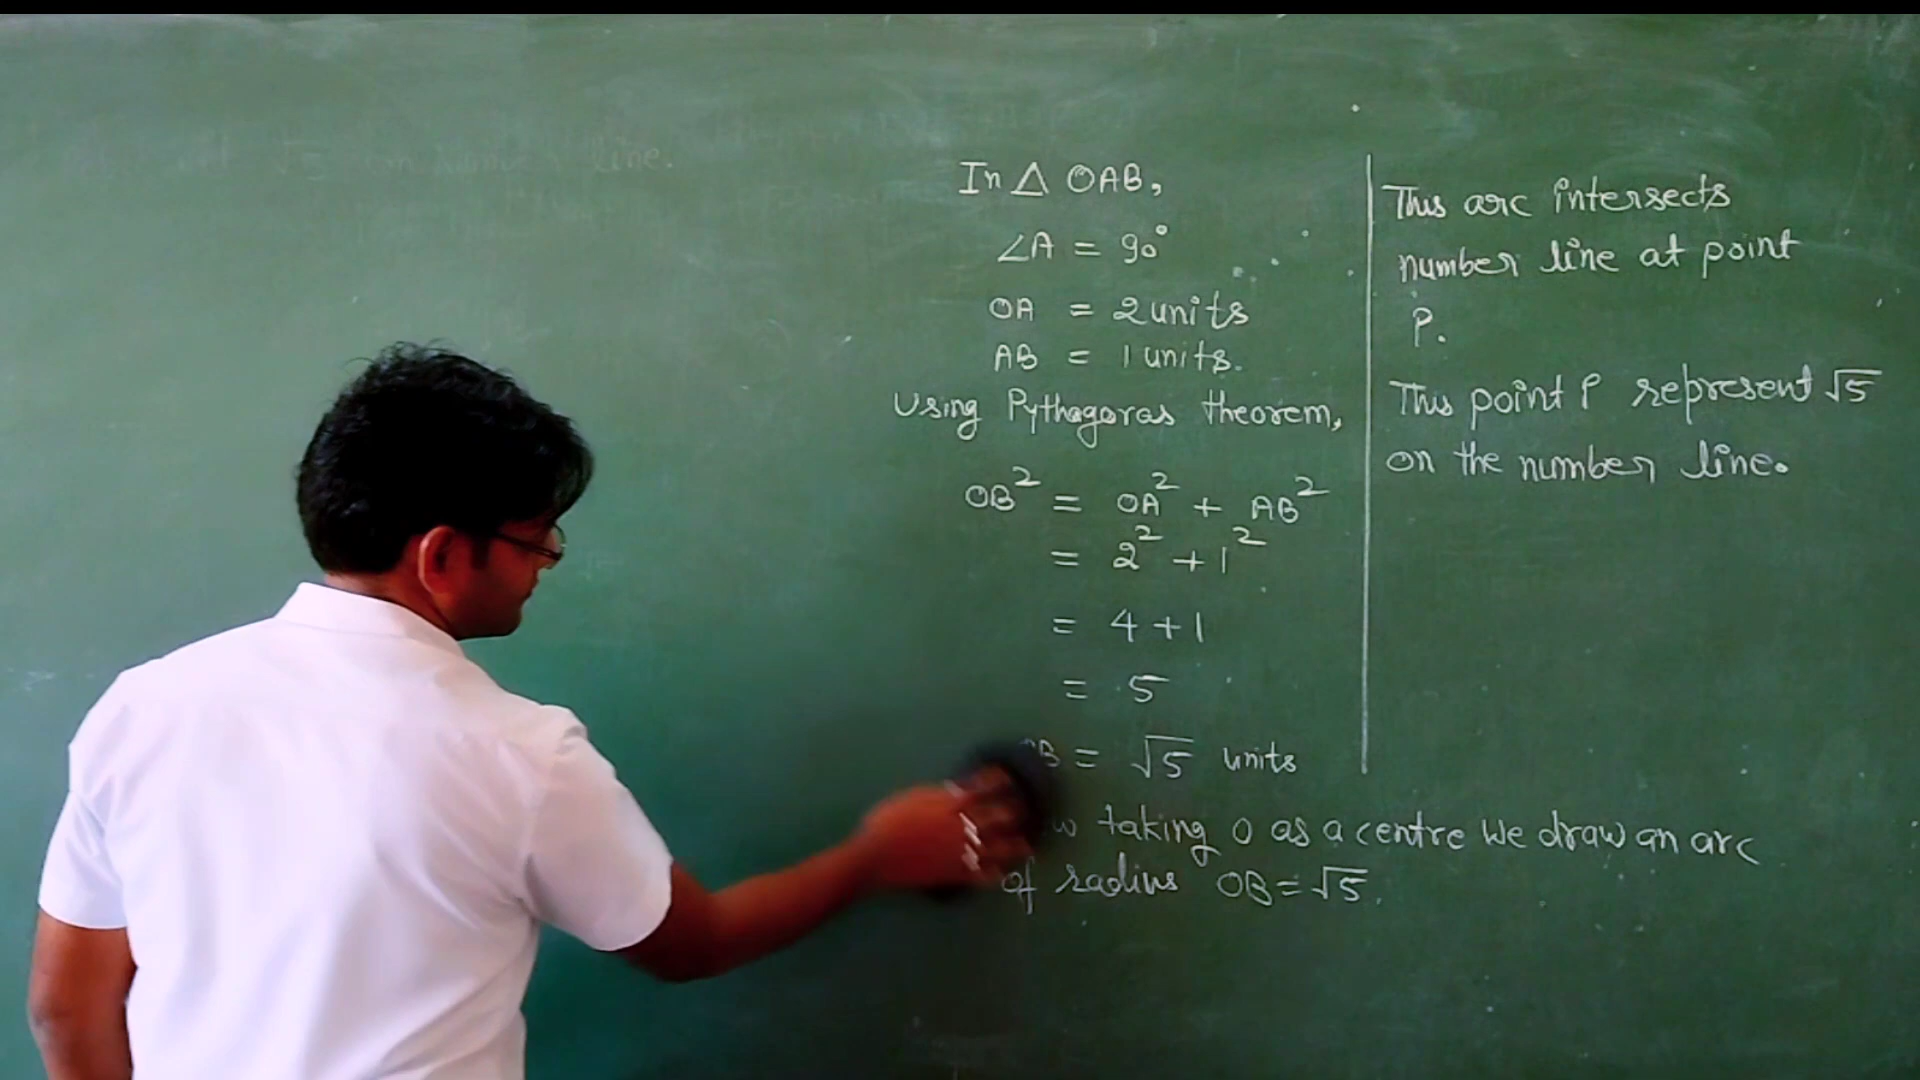 line.
In △ OAB,
∠A = 90°
OA = 2 units
AB = 1 units.
Using Pythagoras theorem,
OB² = OA² + AB²
= 2² + 1²
= 4 + 1
= 5
B = √5 units
taking O as a centre we draw an arc
of radius OB = √5.
This arc intersects
number line at point
P.
This point P represent √5
on the number line.